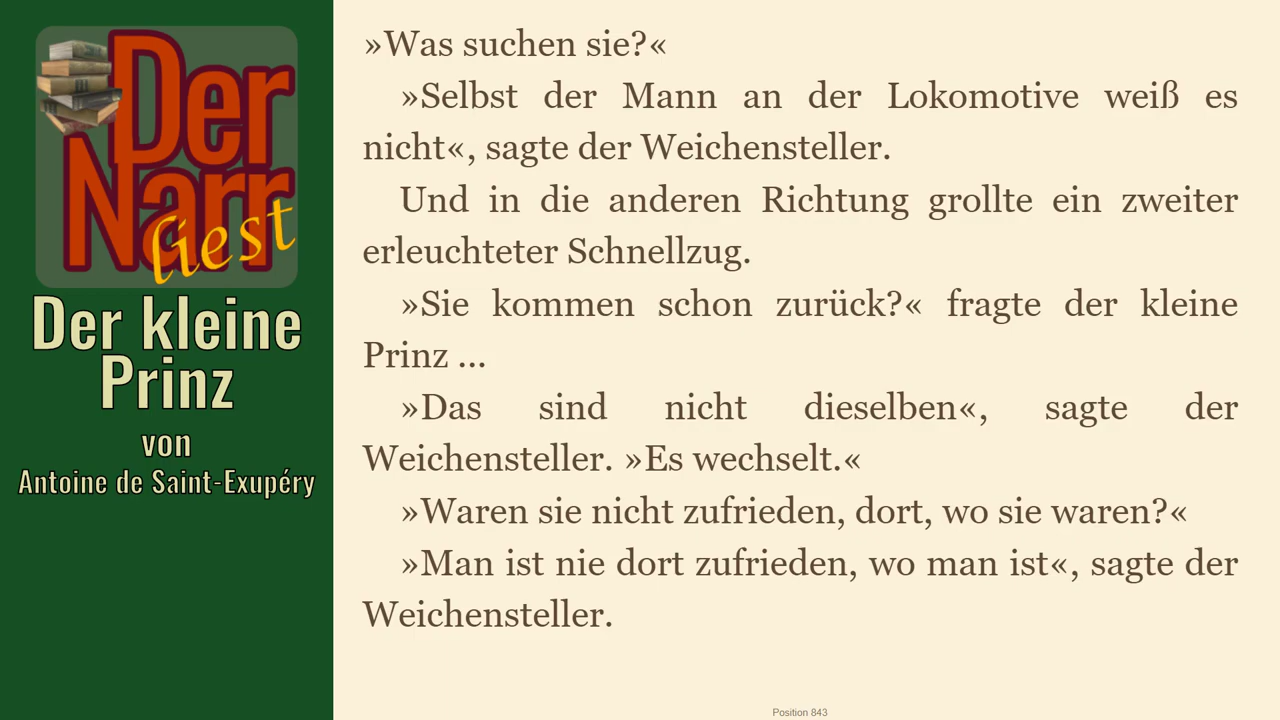 Der
Narr
liest
Der kleine
Prinz
von
Antoine de Saint-Exupéry
»Was suchen sie?«
»Selbst der Mann an der Lokomotive weiß es
nicht«, sagte der Weichensteller.
Und in die anderen Richtung grollte ein zweiter
erleuchteter Schnellzug.
»Sie kommen schon zurück?« fragte der kleine
Prinz ...
»Das sind nicht dieselben«, sagte der
Weichensteller. »Es wechselt.«
»Waren sie nicht zufrieden, dort, wo sie waren?«
»Man ist nie dort zufrieden, wo man ist«, sagte der
Weichensteller.
Position 843